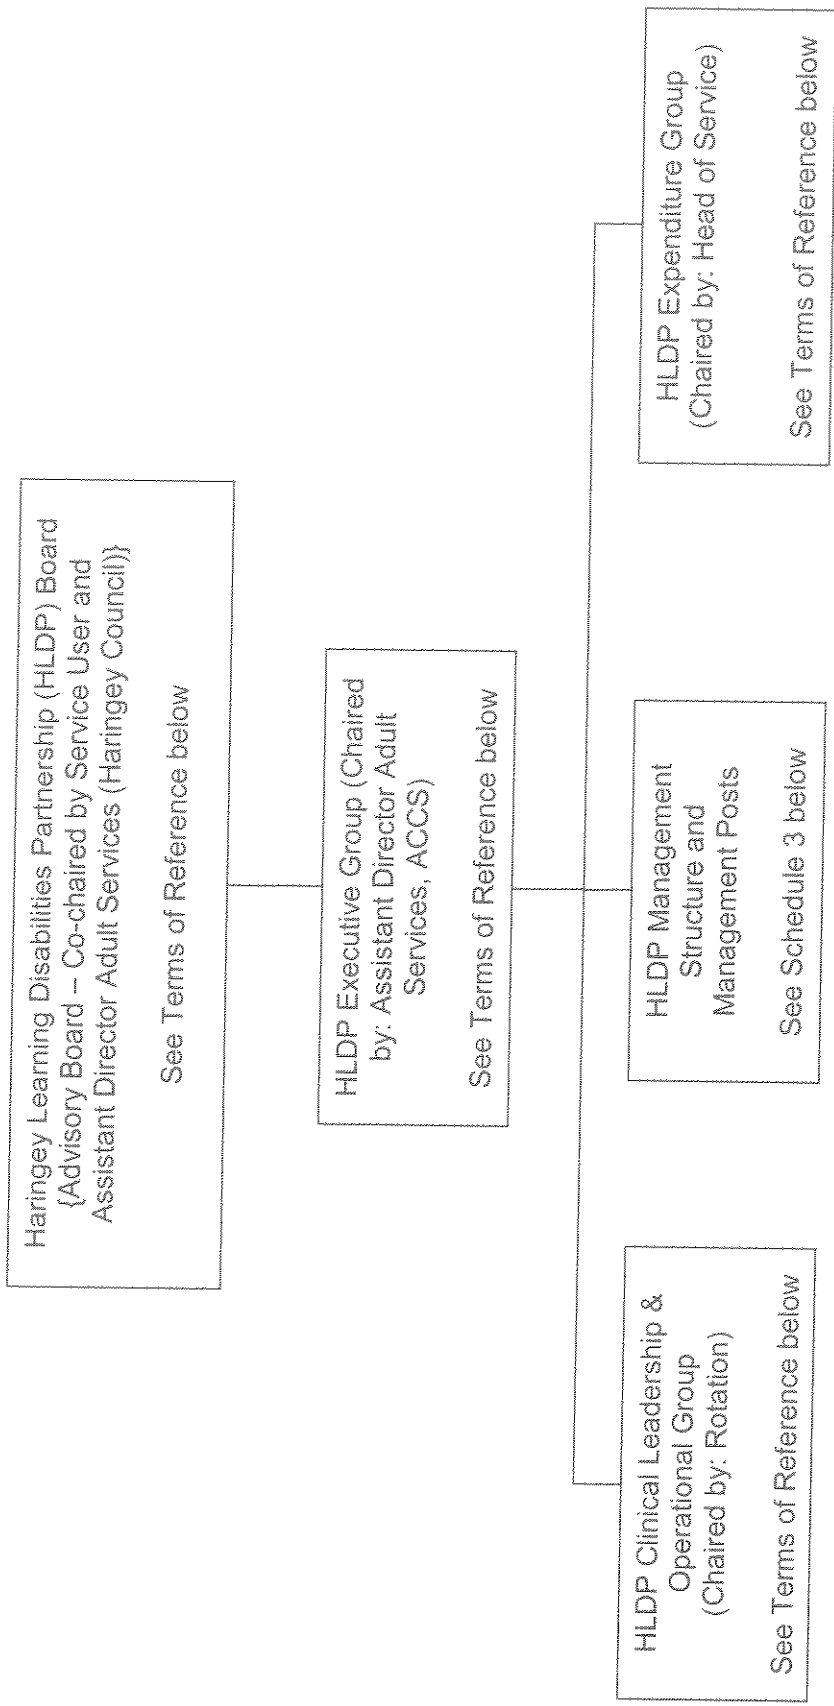 Haringey Learning Disabilities Partnership (HLDP) Board
{Advisory Board – Co-chaired by Service User and
Assistant Director Adult Services (Haringey Council)}
See Terms of Reference below
HLDP Executive Group (Chaired
by: Assistant Director Adult
Services, ACCS)
See Terms of Reference below
HLDP Clinical Leadership &
Operational Group
(Chaired by: Rotation)
See Terms of Reference below
HLDP Management
Structure and
Management Posts
See Schedule 3 below
HLDP Expenditure Group
(Chaired by: Head of Service)
See Terms of Reference below